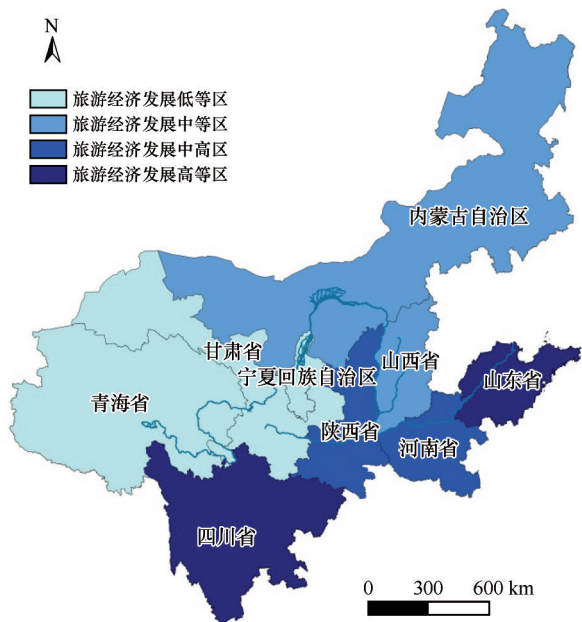 N
旅游经济发展低等区
旅游经济发展中等区
旅游经济发展中高区
旅游经济发展高等区
内蒙古自治区
甘肃省
宁夏回族自治区
山西省
山东省
青海省
陕西省
河南省
四川省
0 300 600 km